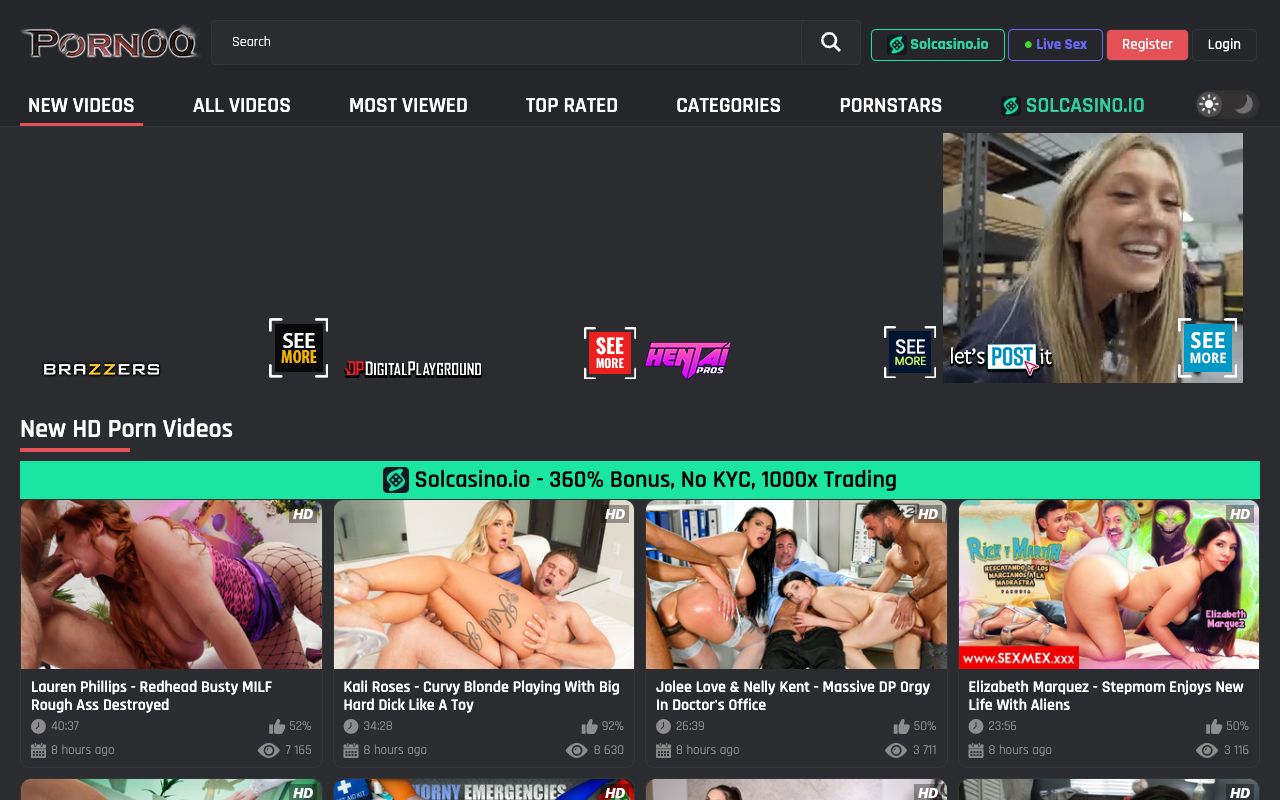 PORN00
Search
Solcasino.io
Live Sex
Register
Login
NEW VIDEOS
ALL VIDEOS
MOST VIEWED
TOP RATED
CATEGORIES
PORNSTARS
SOLCASINO.IO
BRAZZERS
SEE
MORE
DP DIGITALPLAYGROUND
SEE
MORE
HENTAI
PROS
SEE
MORE
let's POST it
SEE
MORE
New HD Porn Videos
Solcasino.io - 360% Bonus, No KYC, 1000x Trading
HD
HD
HD
HD
RICK Y MARTIN
RESCATANDO DE LOS
MARCIANOS A LA
MADRASTRA
PARODIA
Elizabeth
Marquez
www.SEXMEX.xxx
Lauren Phillips - Redhead Busty MILF
Rough Ass Destroyed
40:37
52%
8 hours ago
7 165
Kali Roses - Curvy Blonde Playing With Big
Hard Dick Like A Toy
34:28
92%
8 hours ago
8 630
Jolee Love & Nelly Kent - Massive DP Orgy
In Doctor's Office
26:39
50%
8 hours ago
3 711
Elizabeth Marquez - Stepmom Enjoys New
Life With Aliens
23:56
50%
8 hours ago
3 116
HD
AID KIT
HORNY EMERGENCIES
HD
HD
HD